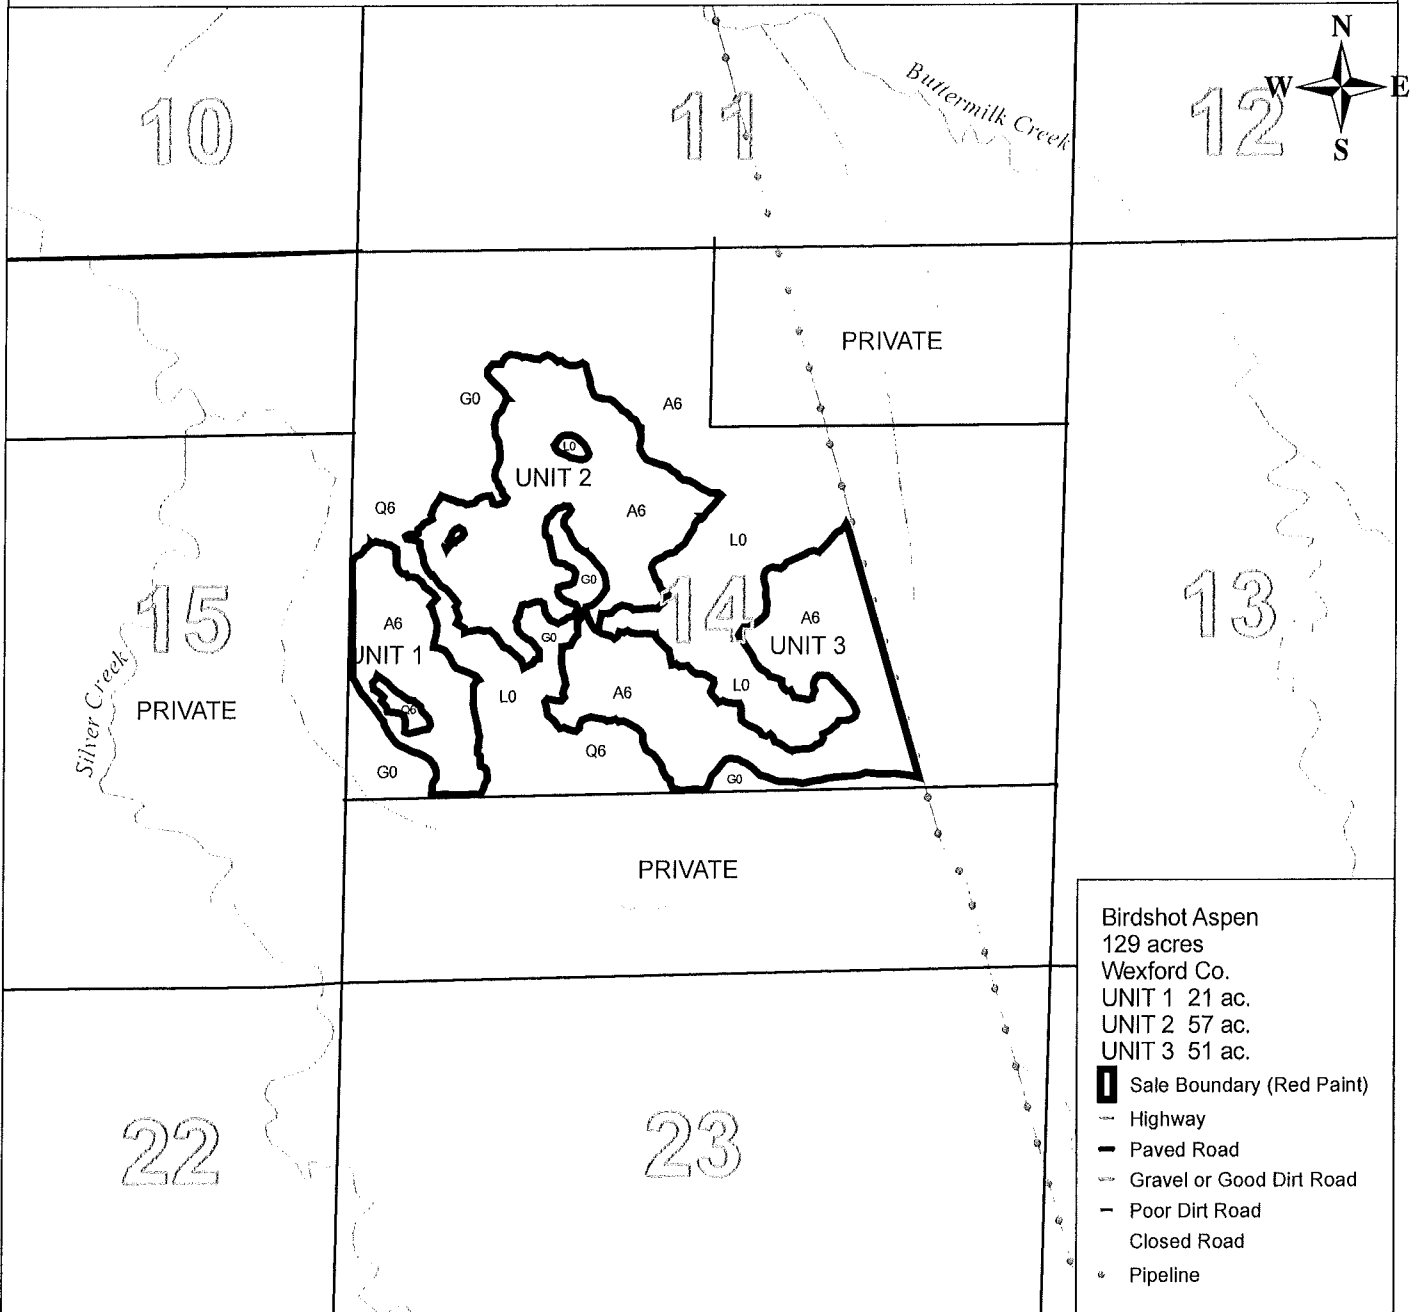 N
10
11
Buttermilk Creek
12
W
E
S
PRIVATE
G0
A6
L0
UNIT 2
Q6
A6
L0
G0
15
14
13
A6
G0
A6
UNIT 1
UNIT 3
Silver Creek
PRIVATE
L0
A6
L0
Q6
Q6
G0
G0
PRIVATE
Birdshot Aspen
129 acres
Wexford Co.
UNIT 1 21 ac.
UNIT 2 57 ac.
UNIT 3 51 ac.
Sale Boundary (Red Paint)
Highway
Paved Road
Gravel or Good Dirt Road
Poor Dirt Road
Closed Road
Pipeline
22
23